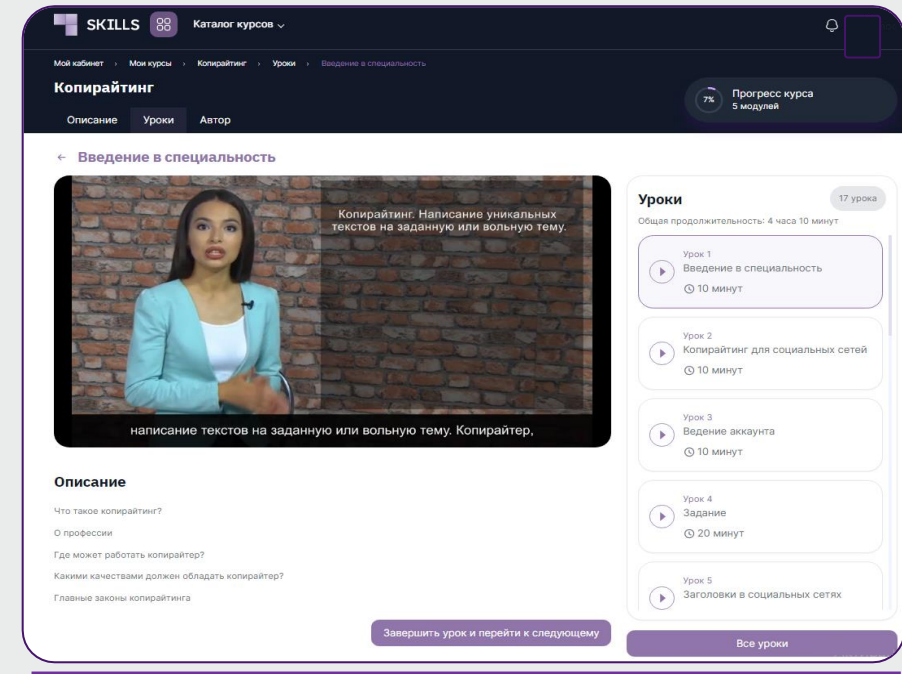 SKILLS
Каталог курсов
Мой кабинет › Мои курсы › Копирайтинг › Уроки › Введение в специальность
Копирайтинг
7%
Прогресс курса
5 модулей
Описание Уроки Автор
← Введение в специальность
Копирайтинг. Написание уникальных
текстов на заданную или вольную тему.
написание текстов на заданную или вольную тему. Копирайтер,
Описание
Что такое копирайтинг?
О профессии
Где может работать копирайтер?
Какими качествами должен обладать копирайтер?
Главные законы копирайтинга
Завершить урок и перейти к следующему
Уроки
17 урока
Общая продолжительность: 4 часа 10 минут
Урок 1
Введение в специальность
10 минут
Урок 2
Копирайтинг для социальных сетей
10 минут
Урок 3
Ведение аккаунта
10 минут
Урок 4
Задание
20 минут
Урок 5
Заголовки в социальных сетях
Все уроки